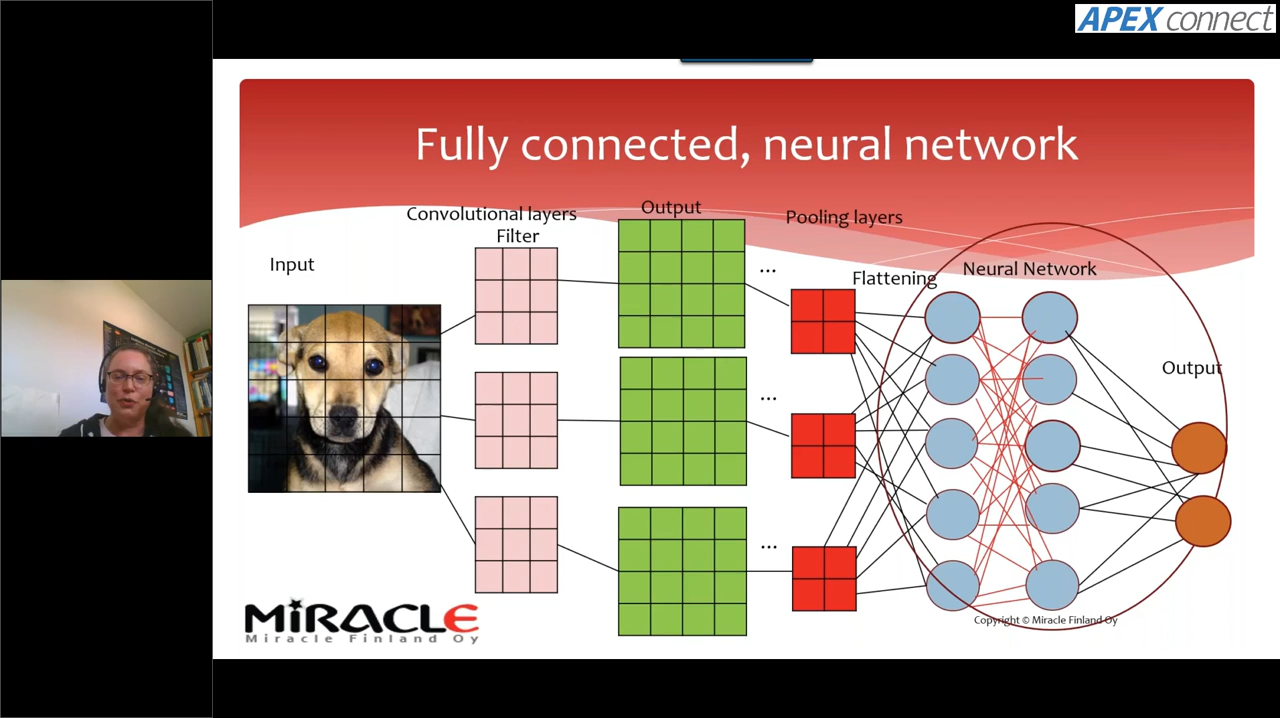 APEX connect
Fully connected, neural network
Convolutional layers
Filter
Output
Pooling layers
Input
Flattening
Neural Network
...
...
...
Output
MiRACLE
Miracle Finland Oy
Copyright © Miracle Finland Oy